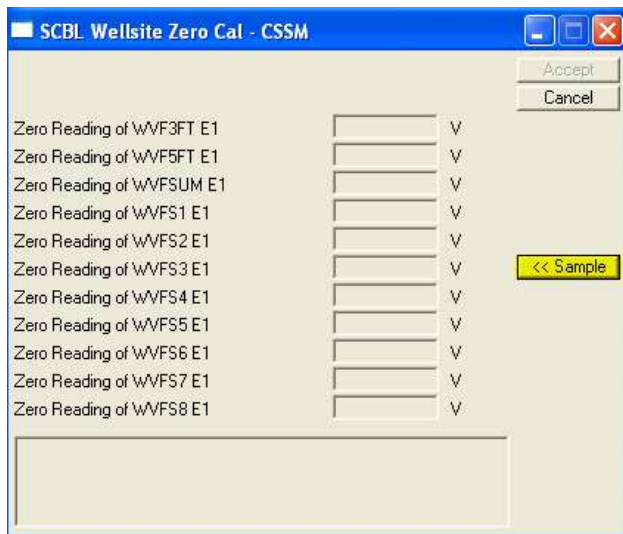 SCBL Wellsite Zero Cal - CSSM
Accept
Cancel
Zero Reading of WVF3FT E1 V
Zero Reading of WVF5FT E1 V
Zero Reading of WVFSUM E1 V
Zero Reading of WVFS1 E1 V
Zero Reading of WVFS2 E1 V
Zero Reading of WVFS3 E1 V
<< Sample
Zero Reading of WVFS4 E1 V
Zero Reading of WVFS5 E1 V
Zero Reading of WVFS6 E1 V
Zero Reading of WVFS7 E1 V
Zero Reading of WVFS8 E1 V